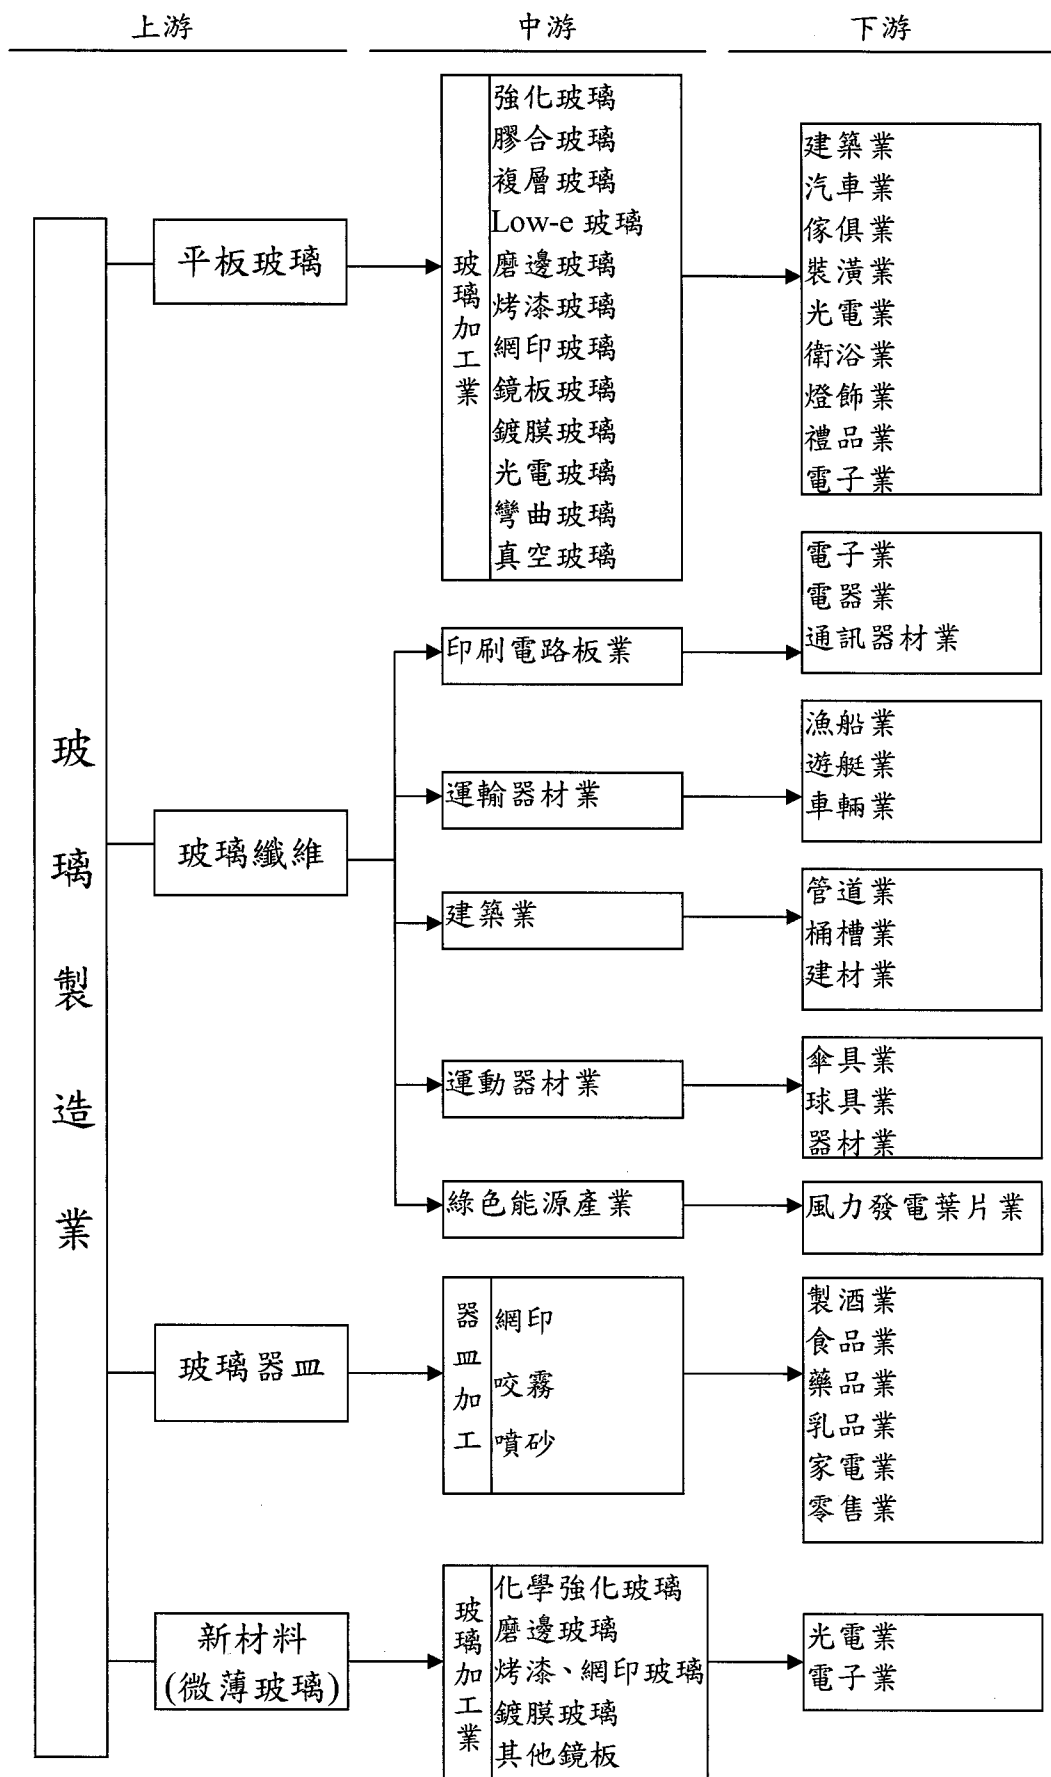 上游
中游
下游
玻璃製造業
平板玻璃
玻璃加工業
強化玻璃
膠合玻璃
複層玻璃
Low-e 玻璃
磨邊玻璃
烤漆玻璃
網印玻璃
鏡板玻璃
鍍膜玻璃
光電玻璃
彎曲玻璃
真空玻璃
建築業
汽車業
傢俱業
裝潢業
光電業
衛浴業
燈飾業
禮品業
電子業
玻璃纖維
印刷電路板業
電子業
電器業
通訊器材業
運輸器材業
漁船業
遊艇業
車輛業
建築業
管道業
桶槽業
建材業
運動器材業
傘具業
球具業
器材業
綠色能源產業
風力發電葉片業
玻璃器皿
器皿加工
網印
咬霧
噴砂
製酒業
食品業
藥品業
乳品業
家電業
零售業
新材料
(微薄玻璃)
玻璃加工業
化學強化玻璃
磨邊玻璃
烤漆、網印玻璃
鍍膜玻璃
其他鏡板
光電業
電子業